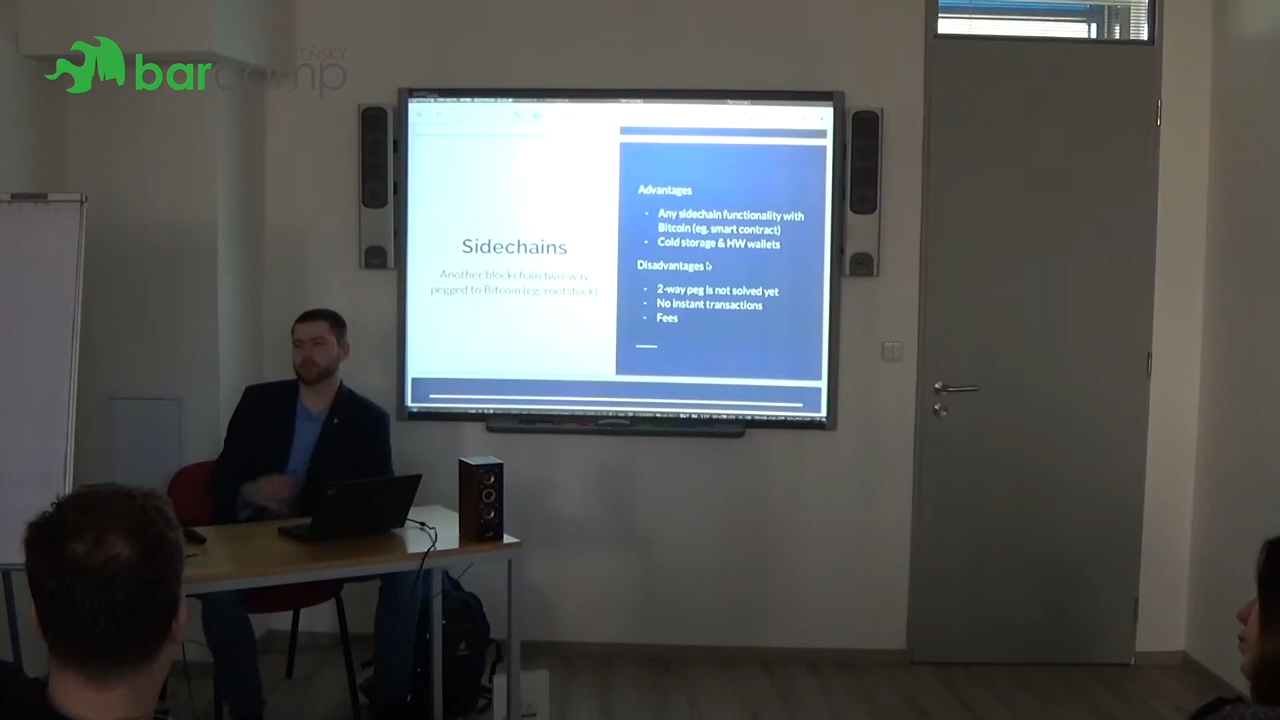 barcamp
Sidechains
Another blockchain two-way
pegged to Bitcoin (eg. rootstock)
Advantages
- Any sidechain functionality with
Bitcoin (eg. smart contract)
- Cold storage & HW wallets
Disadvantages
- 2-way peg is not solved yet
- No instant transactions
- Fees